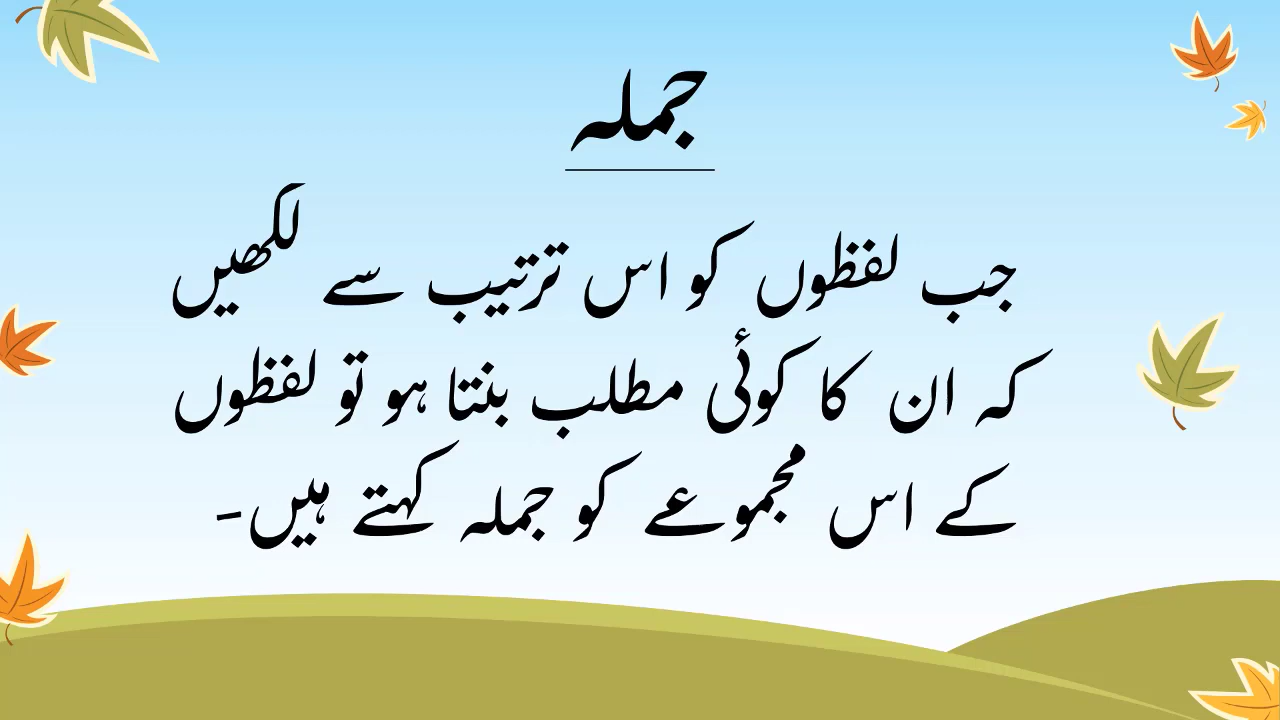 جملہ
جب لفظوں کو اس ترتیب سے لکھیں
کہ ان کا کوئی مطلب بنتا ہو تو لفظوں
کے اس مجموعے کو جملہ کہتے ہیں۔